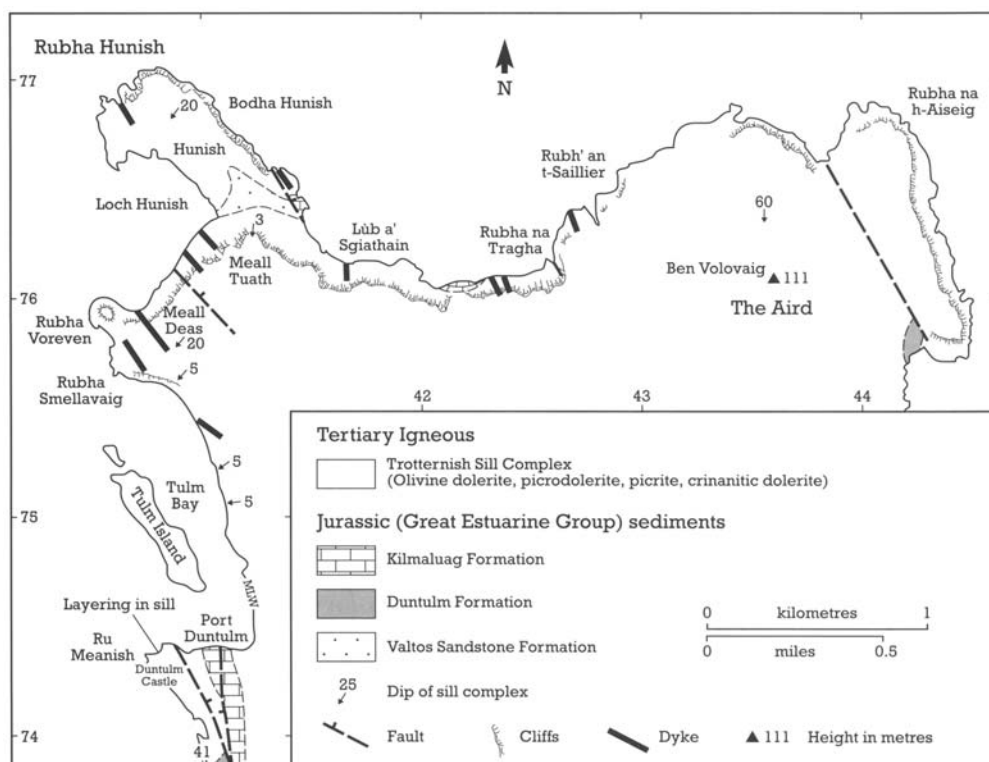 Rubha Hunish
77
20
Bodha Hunish
Hunish
N
Rubha na
h-Aiseig
Rubh' an
t-Saillier
Loch Hunish
3
Lùb a'
Sgiathain
Rubha na
Tragha
60
Meall
Tuath
Ben Volovaig
111
76
The Aird
Rubha
Voreven
Meall
Deas
20
5
Rubha
Smellavaig
42
43
44
5
Tulm
Bay
5
75
Tulm Island
MLW
Layering in sill
Port
Duntulm
Ru
Meanish
Duntulm
Castle
74
41
Tertiary Igneous
Trotternish Sill Complex
(Olivine dolerite, picrodolerite, picrite, crinanitic dolerite)
Jurassic (Great Estuarine Group) sediments
Kilmaluag Formation
Duntulm Formation
Valtos Sandstone Formation
0 kilometres 1
0 miles 0.5
25 Dip of sill complex
Fault
Cliffs
Dyke
111 Height in metres